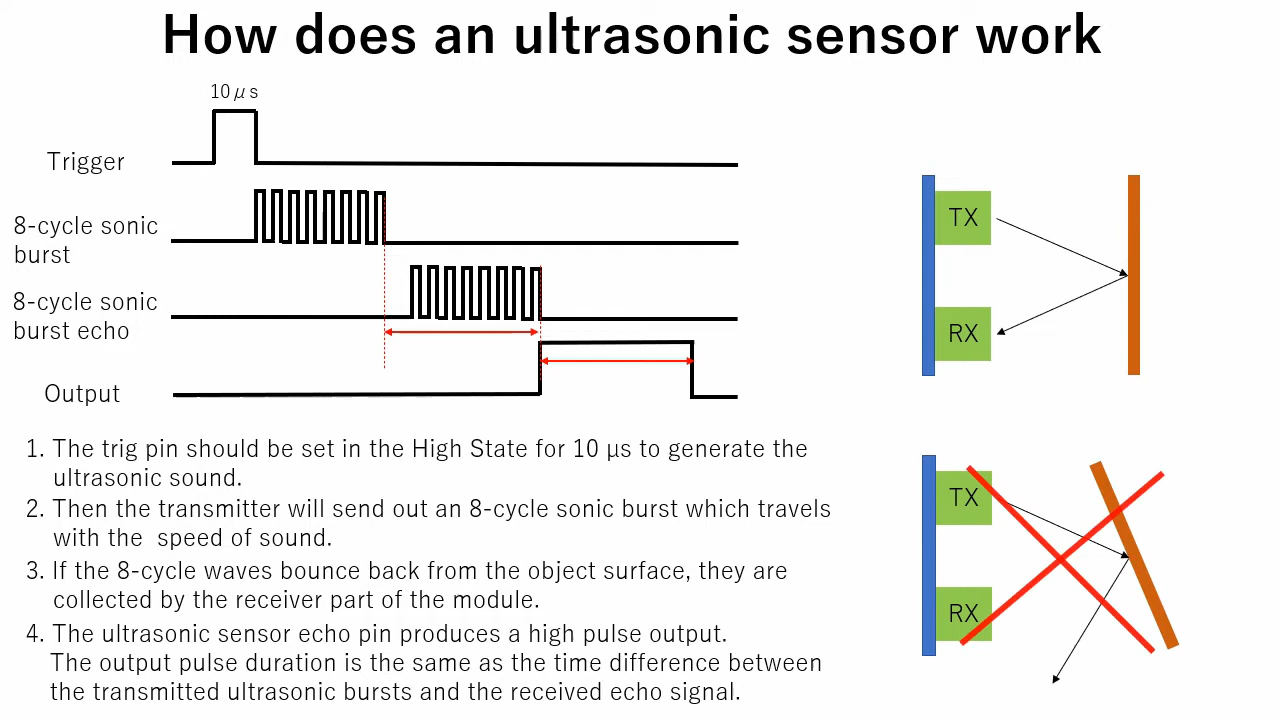 How does an ultrasonic sensor work
10μs
Trigger
8-cycle sonic
burst
8-cycle sonic
burst echo
Output
TX
RX
TX
RX
1. The trig pin should be set in the High State for 10 μs to generate the
ultrasonic sound.
2. Then the transmitter will send out an 8-cycle sonic burst which travels
with the  speed of sound.
3. If the 8-cycle waves bounce back from the object surface, they are
collected by the receiver part of the module.
4. The ultrasonic sensor echo pin produces a high pulse output.
The output pulse duration is the same as the time difference between
the transmitted ultrasonic bursts and the received echo signal.